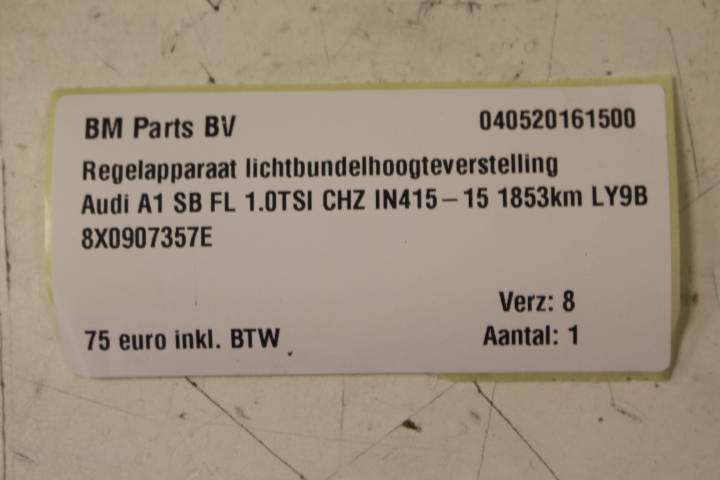 BM Parts BV 040520161500
Regelapparaat lichtbundelhoogteverstelling
Audi A1 SB FL 1.0TSI CHZ IN415-15 1853km LY9B
8X0907357E
Verz: 8
75 euro inkl. BTW Aantal: 1